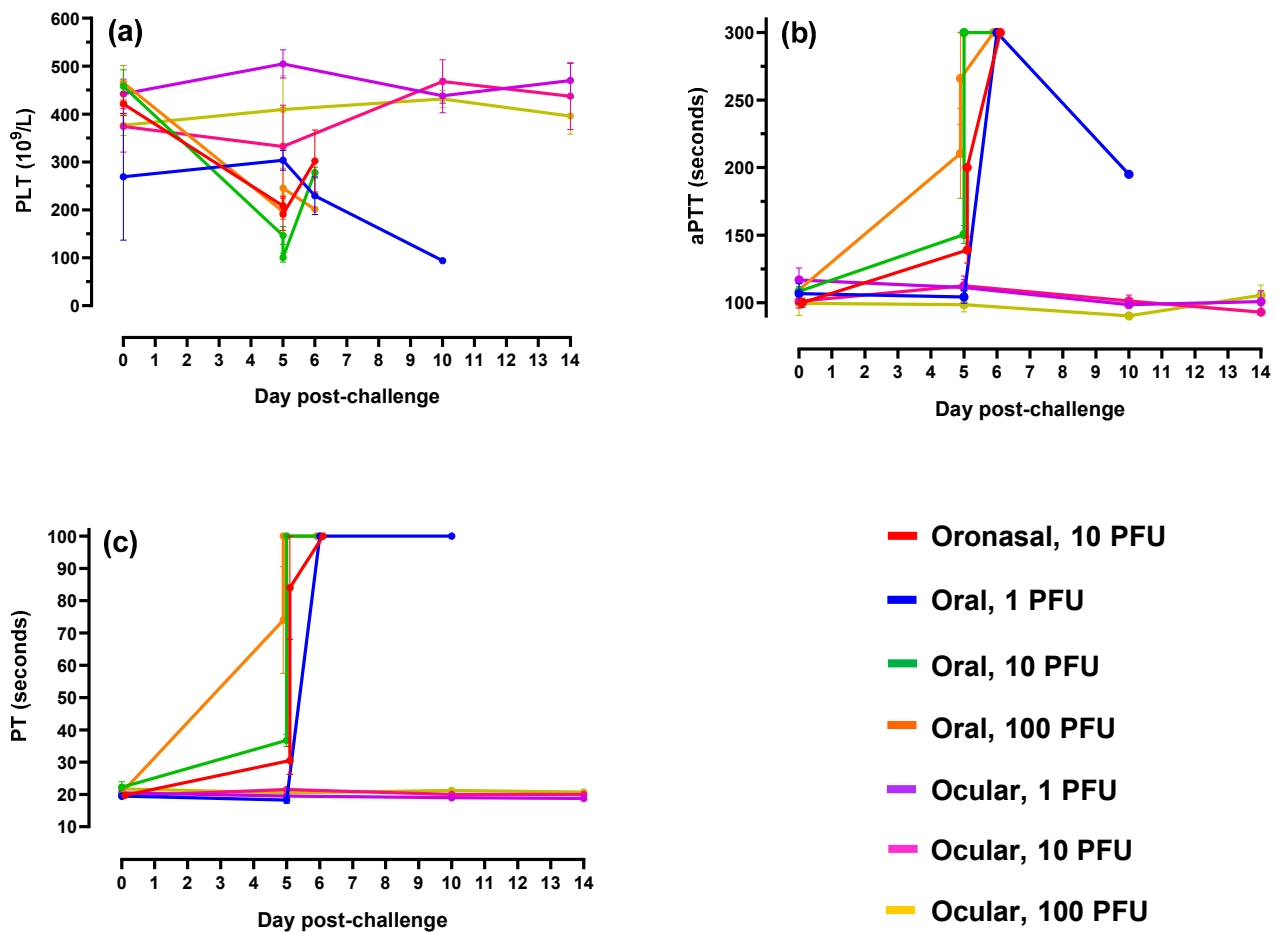 (a)
PLT (10⁹/L)
600
500
400
300
200
100
0
0 1 2 3 4 5 6 7 8 9 10 11 12 13 14
Day post-challenge
(b)
aPTT (seconds)
300
250
200
150
100
0 1 2 3 4 5 6 7 8 9 10 11 12 13 14
Day post-challenge
(c)
PT (seconds)
100
90
80
70
60
50
40
30
20
10
0 1 2 3 4 5 6 7 8 9 10 11 12 13 14
Day post-challenge
Oronasal, 10 PFU
Oral, 1 PFU
Oral, 10 PFU
Oral, 100 PFU
Ocular, 1 PFU
Ocular, 10 PFU
Ocular, 100 PFU